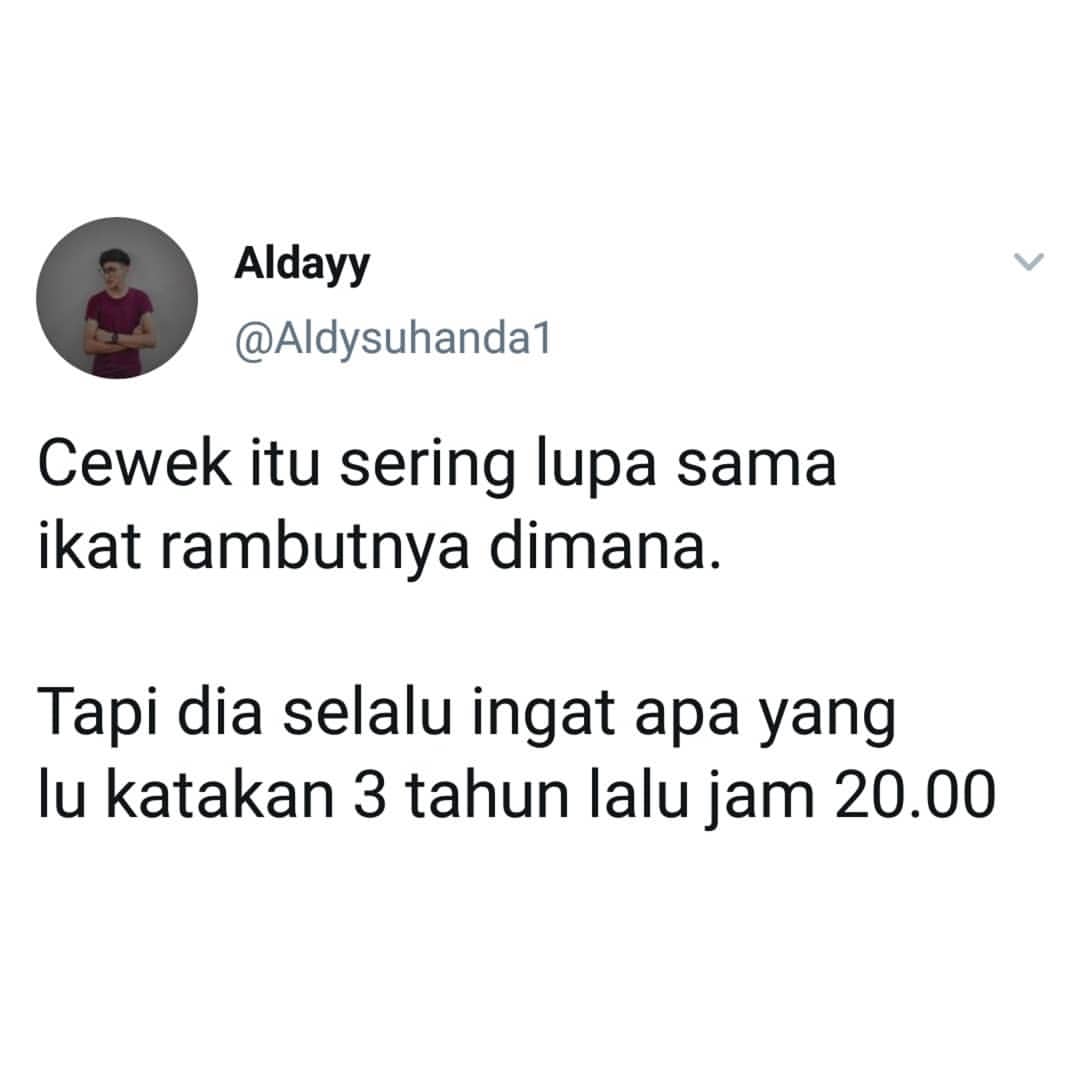 Aldayy
@Aldysuhanda1
Cewek itu sering lupa sama
ikat rambutnya dimana.
Tapi dia selalu ingat apa yang
lu katakan 3 tahun lalu jam 20.00